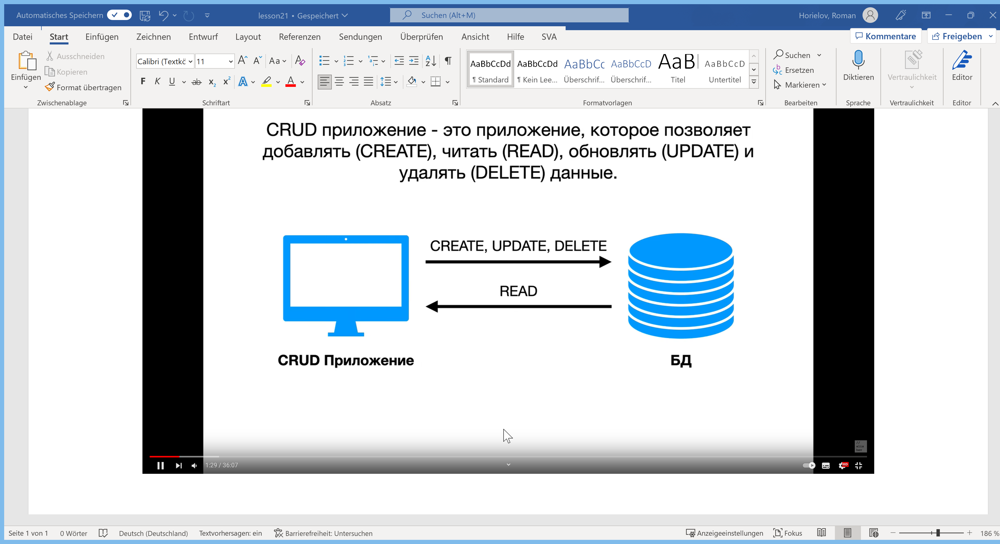 Automatisches Speichern
lesson21 • Gespeichert
Suchen (Alt+M)
Horielov, Roman
Datei Start Einfügen Zeichnen Entwurf Layout Referenzen Sendungen Überprüfen Ansicht Hilfe SVA
Kommentare
Freigeben
Einfügen
Ausschneiden
Kopieren
Format übertragen
Zwischenablage
Calibri (Textkö
11
Aa
F K U ab x₂ x²
Schriftart
Absatz
AaBbCcDd AaBbCcDd AaBbCc AaBbCcD AaB AaBbCcD
¶ Standard ¶ Kein Lee... Überschrif... Überschrif... Titel Untertitel
Formatvorlagen
Suchen
Ersetzen
Markieren
Bearbeiten
Diktieren
Sprache
Vertraulichkeit
Vertraulichkeit
Editor
Editor
CRUD приложение - это приложение, которое позволяет
добавлять (CREATE), читать (READ), обновлять (UPDATE) и
удалять (DELETE) данные.
CREATE, UPDATE, DELETE
READ
CRUD Приложение
БД
//
alis
hev
1:29 / 36:07
HD
Seite 1 von 1 0 Wörter Deutsch (Deutschland) Textvorhersagen: ein Barrierefreiheit: Untersuchen Anzeigeeinstellungen Fokus 186 %